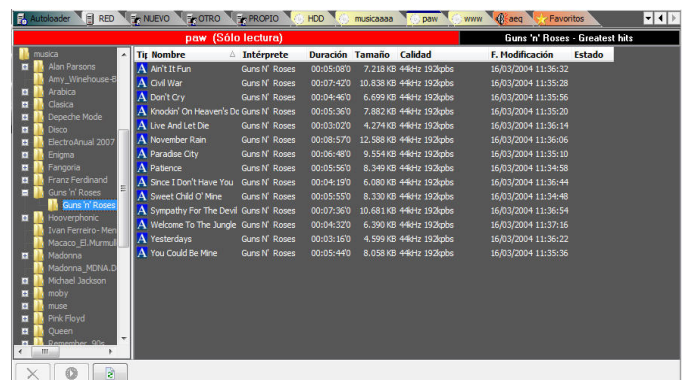 Autoloader RED NUEVO OTRO PROPIO HDD musicaaaa paw www aeq Favoritos
paw (Sólo lectura) Guns 'n' Roses - Greatest hits
musica
Alan Parsons
Amy_Winehouse-B
Arabica
Clasica
Depeche Mode
Disco
ElectroAnual 2007
Enigma
Fangoria
Franz Ferdinand
Guns 'n' Roses
Guns 'n' Roses
Hooverphonic
Ivan Ferreiro- Men
Macaco_El.Murmull
Madonna
Madonna_MDNA.D
Michael Jackson
moby
muse
Pink Floyd
Queen
Remember 90s
Tip Nombre Intérprete Duración Tamaño Calidad F. Modificación Estado
A Ain't It Fun Guns N' Roses 00:05:08'0 7.218 KB 44kHz 192kpbs 16/03/2004 11:36:32
A Civil War Guns N' Roses 00:07:42'0 10.838 KB 44kHz 192kpbs 16/03/2004 11:35:28
A Don't Cry Guns N' Roses 00:04:46'0 6.699 KB 44kHz 192kpbs 16/03/2004 11:35:56
A Knockin' On Heaven's Do Guns N' Roses 00:05:36'0 7.882 KB 44kHz 192kpbs 16/03/2004 11:35:20
A Live And Let Die Guns N' Roses 00:03:02'0 4.274 KB 44kHz 192kpbs 16/03/2004 11:36:14
A November Rain Guns N' Roses 00:08:57'0 12.588 KB 44kHz 192kpbs 16/03/2004 11:36:06
A Paradise City Guns N' Roses 00:06:48'0 9.554 KB 44kHz 192kpbs 16/03/2004 11:35:10
A Patience Guns N' Roses 00:05:56'0 8.349 KB 44kHz 192kpbs 16/03/2004 11:34:58
A Since I Don't Have You Guns N' Roses 00:04:19'0 6.080 KB 44kHz 192kpbs 16/03/2004 11:36:44
A Sweet Child O' Mine Guns N' Roses 00:05:55'0 8.330 KB 44kHz 192kpbs 16/03/2004 11:34:48
A Sympathy For The Devil Guns N' Roses 00:07:36'0 10.681 KB 44kHz 192kpbs 16/03/2004 11:36:54
A Welcome To The Jungle Guns N' Roses 00:04:32'0 6.390 KB 44kHz 192kpbs 16/03/2004 11:37:16
A Yesterdays Guns N' Roses 00:03:16'0 4.599 KB 44kHz 192kpbs 16/03/2004 11:36:22
A You Could Be Mine Guns N' Roses 00:05:44'0 8.058 KB 44kHz 192kpbs 16/03/2004 11:35:36